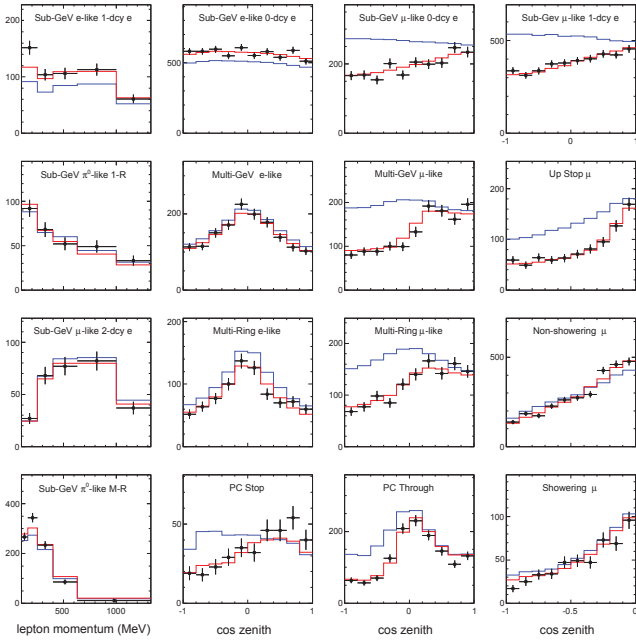 Sub-GeV e-like 1-dcy e
Sub-GeV e-like 0-dcy e
Sub-GeV μ-like 0-dcy e
Sub-Gev μ-like 1-dcy e
0 100 200
0 500
0 200
0 200 400
-1 0 1
Sub-GeV π⁰-like 1-R
Multi-GeV e-like
Multi-GeV μ-like
Up Stop μ
0 50 100
0 100 200
0 100 200
0 100 200
Sub-GeV μ-like 2-dcy e
Multi-Ring e-like
Multi-Ring μ-like
Non-showering μ
0 50 100
0 100 200
0 100 200
0 500
Sub-GeV π⁰-like M-R
PC Stop
PC Through
Showering μ
0 200 400
0 50
0 200
0 50 100
500 1000
-1 0 1
-1 0 1
-1 -0.5 0
lepton momentum (MeV)
cos zenith
cos zenith
cos zenith